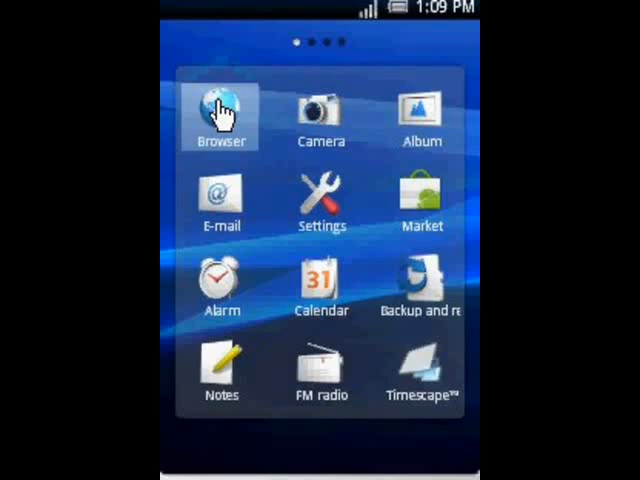 1:09 PM
Browser Camera Album
@
E-mail Settings Market
31
Alarm Calendar Backup and re
Notes FM radio Timescape™